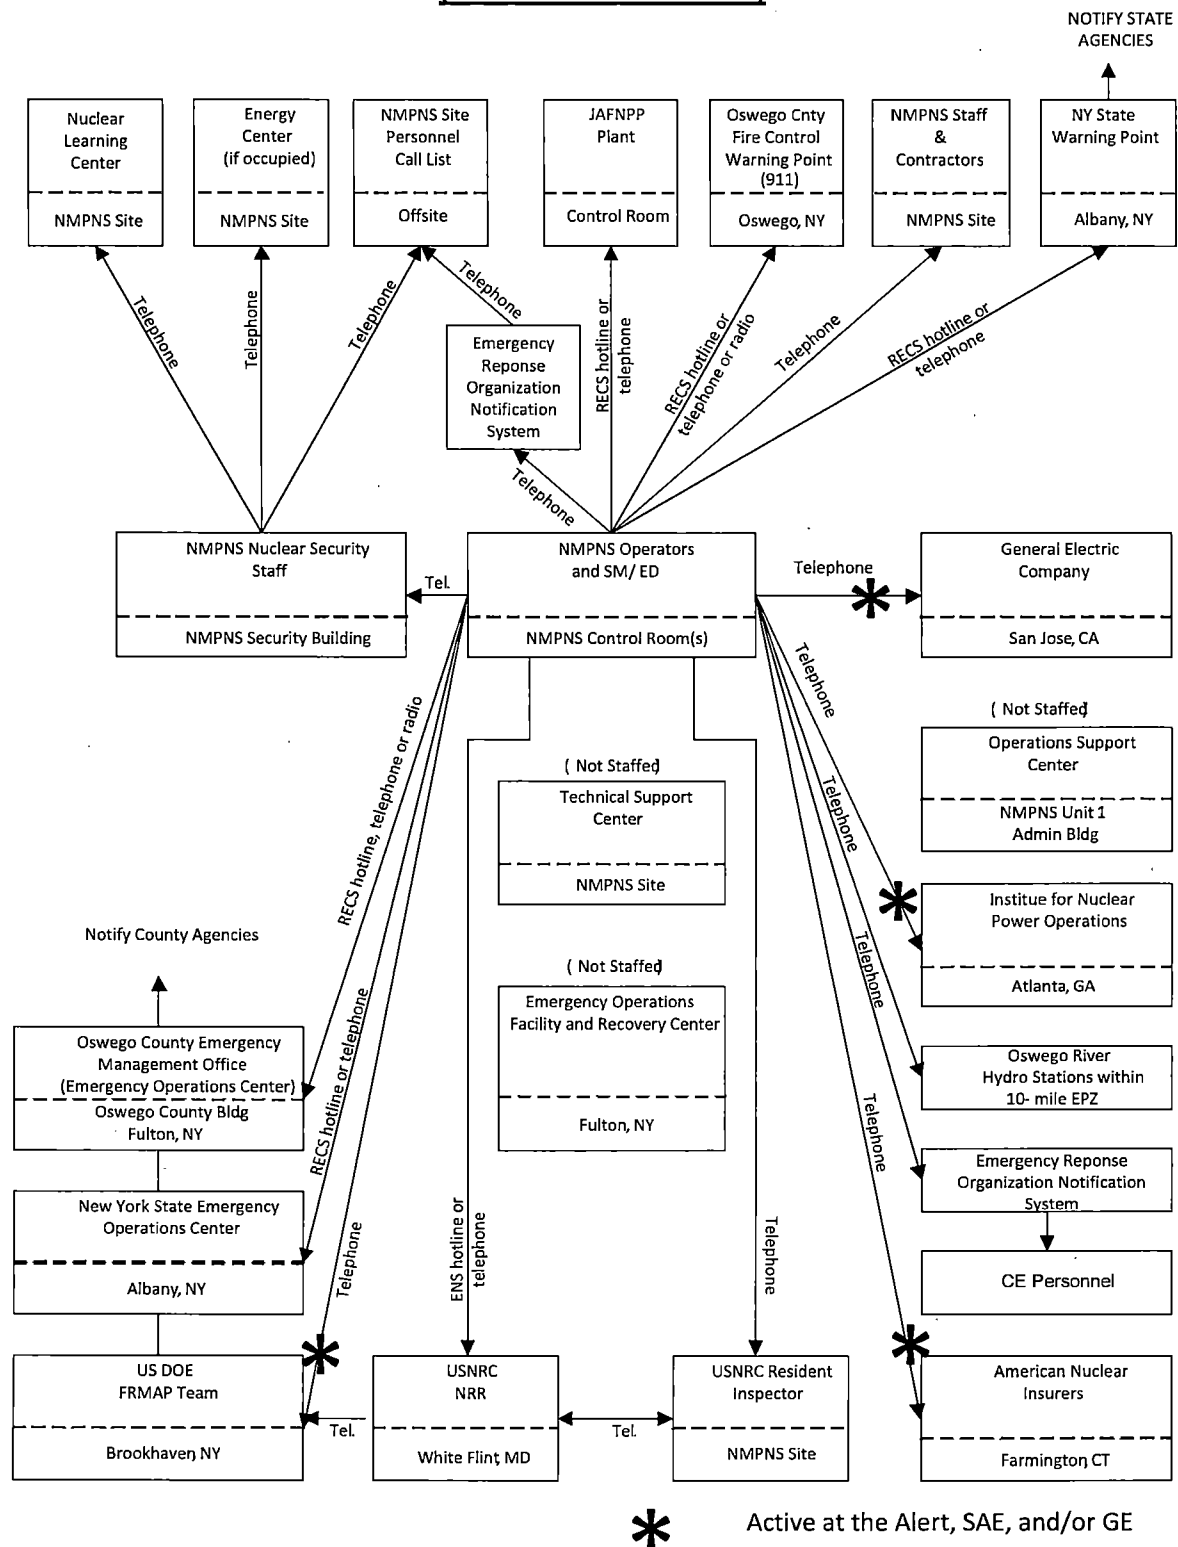 NOTIFY STATE
AGENCIES
Nuclear
Learning
Center
NMPNS Site
Energy
Center
(if occupied)
NMPNS Site
NMPNS Site
Personnel
Call List
Offsite
JAFNPP
Plant
Control Room
Oswego Cnty
Fire Control
Warning Point
(911)
Oswego, NY
NMPNS Staff
&
Contractors
NMPNS Site
NY State
Warning Point
Albany, NY
Telephone
Telephone
Telephone
Telephone
Emergency
Reponse
Organization
Notification
System
Telephone
RECS hotline or
telephone
RECS hotline or
telephone or radio
Telephone
RECS hotline or
telephone
NMPNS Nuclear Security
Staff
NMPNS Security Building
Tel.
NMPNS Operators
and SM/ ED
NMPNS Control Room(s)
Telephone
General Electric
Company
San Jose, CA
RECS hotline, telephone or radio
RECS hotline or telephone
Telephone
( Not Staffed)
Technical Support
Center
NMPNS Site
( Not Staffed)
Emergency Operations
Facility and Recovery Center
Fulton, NY
ENS hotline or
telephone
Telephone
Telephone
Telephone
Telephone
Telephone
( Not Staffed)
Operations Support
Center
NMPNS Unit 1
Admin Bldg
Institue for Nuclear
Power Operations
Atlanta, GA
Oswego River
Hydro Stations within
10- mile EPZ
Emergency Reponse
Organization Notification
System
CE Personnel
Notify County Agencies
Oswego County Emergency
Management Office
(Emergency Operations Center)
Oswego County Bldg
Fulton, NY
New York State Emergency
Operations Center
Albany, NY
US DOE
FRMAP Team
Brookhaven, NY
Tel.
USNRC
NRR
White Flint, MD
Tel.
USNRC Resident
Inspector
NMPNS Site
American Nuclear
Insurers
Farmington, CT
Active at the Alert, SAE, and/or GE